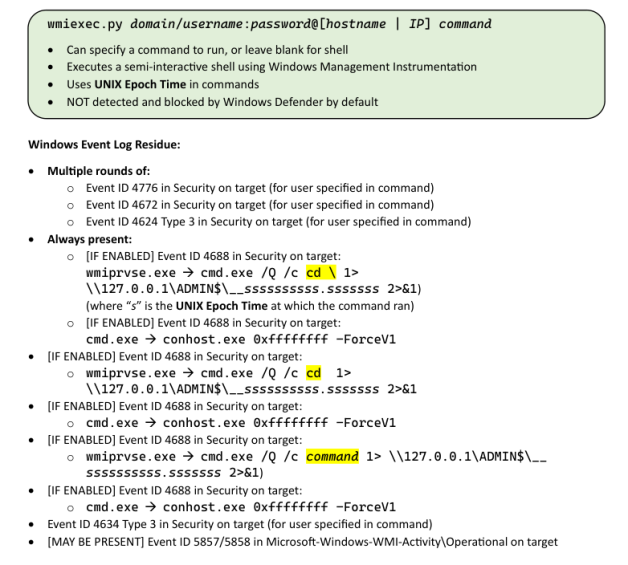 wmiexec.py domain/username:password@[hostname | IP] command
• Can specify a command to run, or leave blank for shell
• Executes a semi-interactive shell using Windows Management Instrumentation
• Uses UNIX Epoch Time in commands
• NOT detected and blocked by Windows Defender by default
Windows Event Log Residue:
• Multiple rounds of:
o Event ID 4776 in Security on target (for user specified in command)
o Event ID 4672 in Security on target (for user specified in command)
o Event ID 4624 Type 3 in Security on target (for user specified in command)
• Always present:
o [IF ENABLED] Event ID 4688 in Security on target:
wmiprvse.exe → cmd.exe /Q /c cd \ 1>
\\127.0.0.1\ADMIN$\__ssssssssss.sssssss 2>&1)
(where "s" is the UNIX Epoch Time at which the command ran)
o [IF ENABLED] Event ID 4688 in Security on target:
cmd.exe → conhost.exe 0xffffffff -ForceV1
• [IF ENABLED] Event ID 4688 in Security on target:
o wmiprvse.exe → cmd.exe /Q /c cd 1>
\\127.0.0.1\ADMIN$\__ssssssssss.sssssss 2>&1
• [IF ENABLED] Event ID 4688 in Security on target:
o cmd.exe → conhost.exe 0xffffffff -ForceV1
• [IF ENABLED] Event ID 4688 in Security on target:
o wmiprvse.exe → cmd.exe /Q /c command 1> \\127.0.0.1\ADMIN$\__
ssssssssss.sssssss 2>&1)
• [IF ENABLED] Event ID 4688 in Security on target:
o cmd.exe → conhost.exe 0xffffffff -ForceV1
• Event ID 4634 Type 3 in Security on target (for user specified in command)
• [MAY BE PRESENT] Event ID 5857/5858 in Microsoft-Windows-WMI-Activity\Operational on target